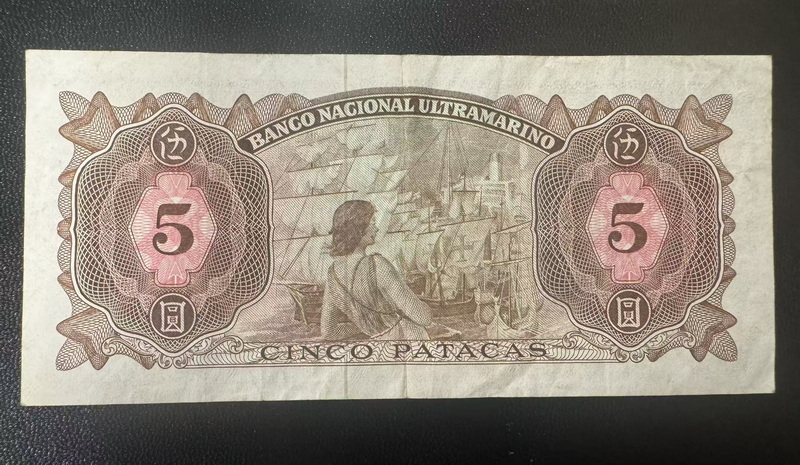 BANCO NACIONAL ULTRAMARINO
伍 伍
5 5
圓 圓
CINCO PATACAS